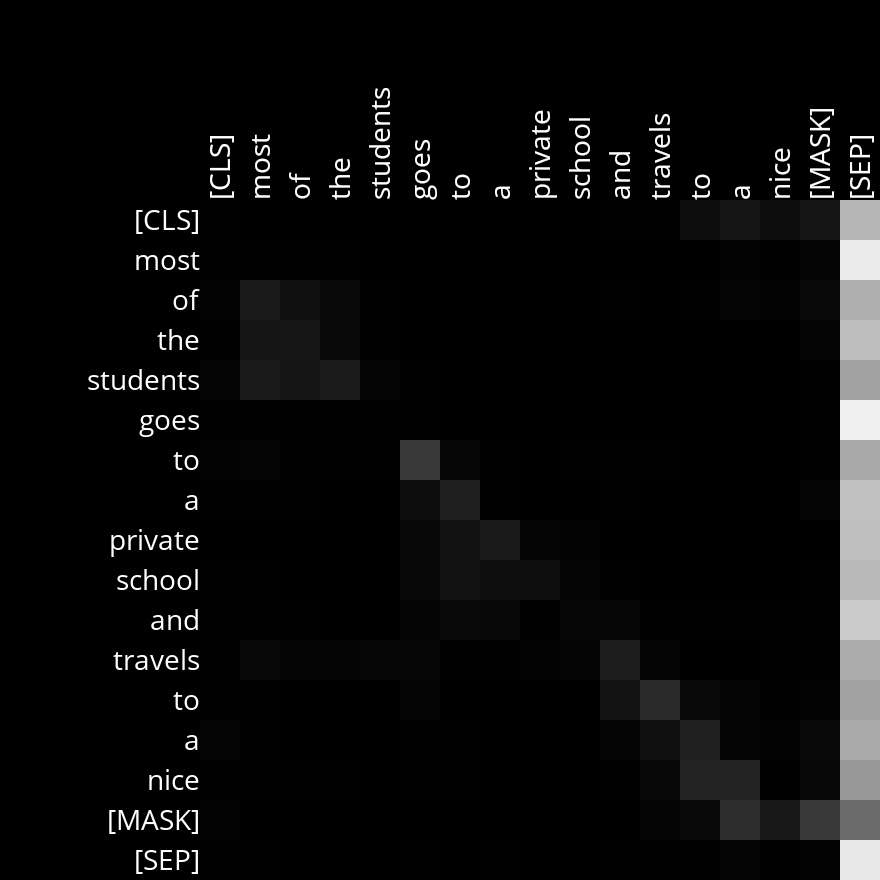 [CLS] most of the students goes to a private school and travels to a nice [MASK] [SEP]
[CLS]
most
of
the
students
goes
to
a
private
school
and
travels
to
a
nice
[MASK]
[SEP]